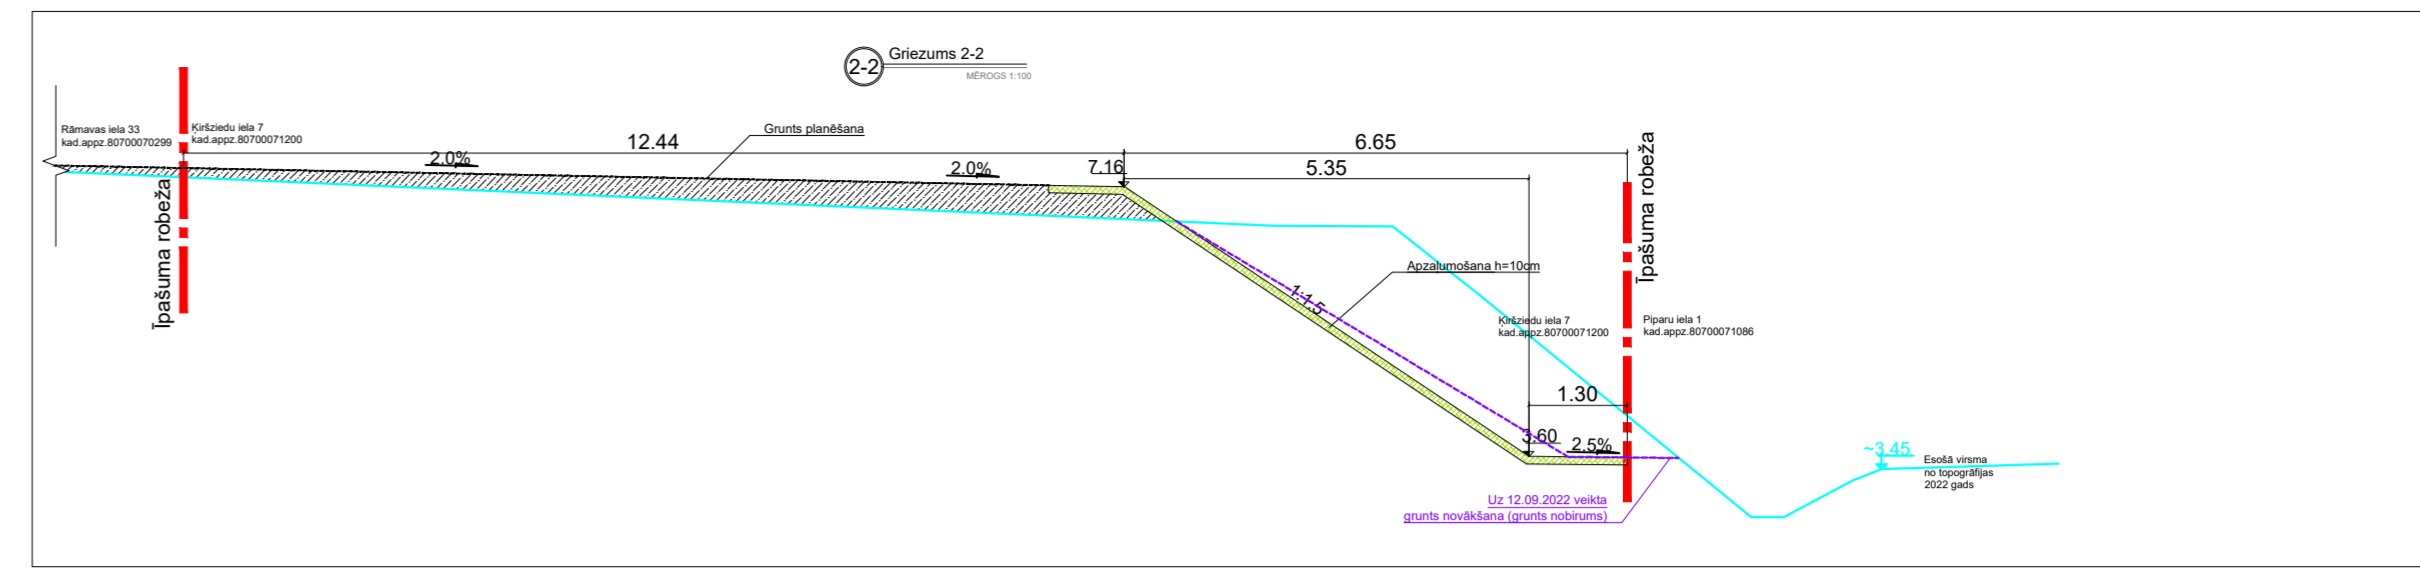 2-2
Griezums 2-2
MĒROGS 1:100
Rāmavas iela 33
kad.appz.80700070299
Ķiršziedu iela 7
kad.appz.80700071200
Īpašuma robeža
12.44
Grunts planēšana
2.0%
2.0%
7.16
6.65
5.35
Īpašuma robeža
Apzaļumošana h=10cm
1:1.5
Ķiršziedu iela 7
kad.appz.80700071200
Piparu iela 1
kad.appz.80700071086
1.30
3.60
2.5%
~3.45
Esošā virsma
no topogrāfijas
2022 gads
Uz 12.09.2022 veikta
grunts novākšana (grunts nobirums)